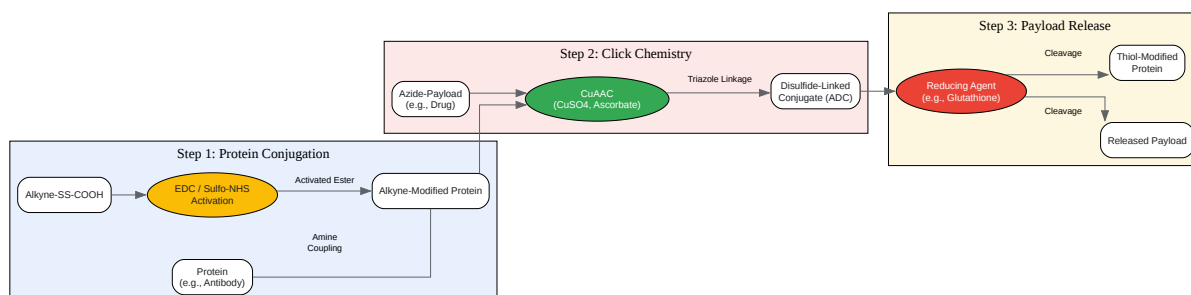 Step 1: Protein Conjugation
Alkyne-SS-COOH
EDC / Sulfo-NHS
Activation
Activated Ester
Alkyne-Modified Protein
Amine
Coupling
Protein
(e.g., Antibody)
Step 2: Click Chemistry
Azide-Payload
(e.g., Drug)
CuAAC
(CuSO4, Ascorbate)
Triazole Linkage
Disulfide-Linked
Conjugate (ADC)
Step 3: Payload Release
Reducing Agent
(e.g., Glutathione)
Cleavage
Thiol-Modified
Protein
Cleavage
Released Payload